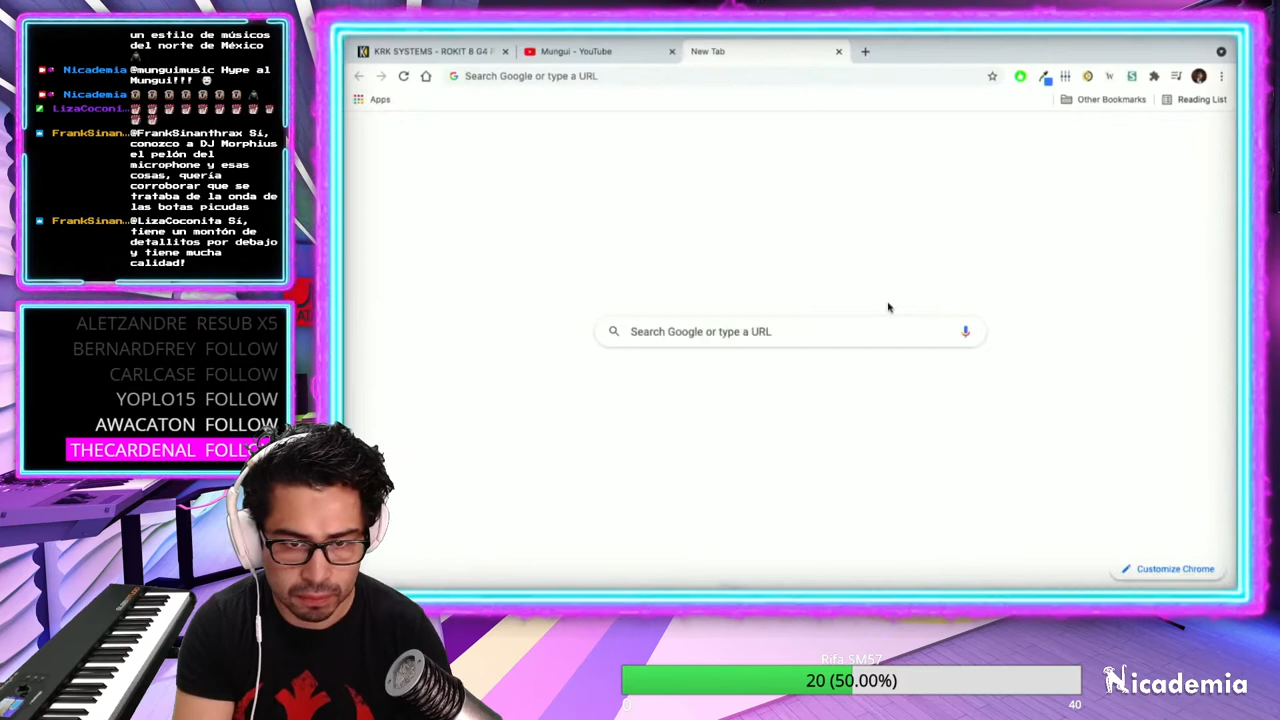 un estilo de músicos
del norte de México
Nicademia @munguimusic Hype al
Mungui!!!
Nicademia
LizaCoconi...
FrankSinan... @FrankSinanthrax Sí,
conozco a DJ Morphius
el pelón del
microphone y esas
cosas, quería
corroborar que se
trataba de la onda de
las botas picudas
FrankSinan... @LizaCoconita Sí,
tiene un montón de
detallitos por debajo
y tiene mucha
calidad!
ALETZANDRE RESUB X5
BERNARDFREY FOLLOW
CARLCASE FOLLOW
YOPLO15 FOLLOW
AWACATON FOLLOW
THECARDENAL FOLL
KRK SYSTEMS - ROKIT 8 G4 F
Mungui - YouTube
New Tab
Search Google or type a URL
Apps
Other Bookmarks
Reading List
Search Google or type a URL
Customize Chrome
Rifa SM57
20 (50.00%)
0
40
Nicademia